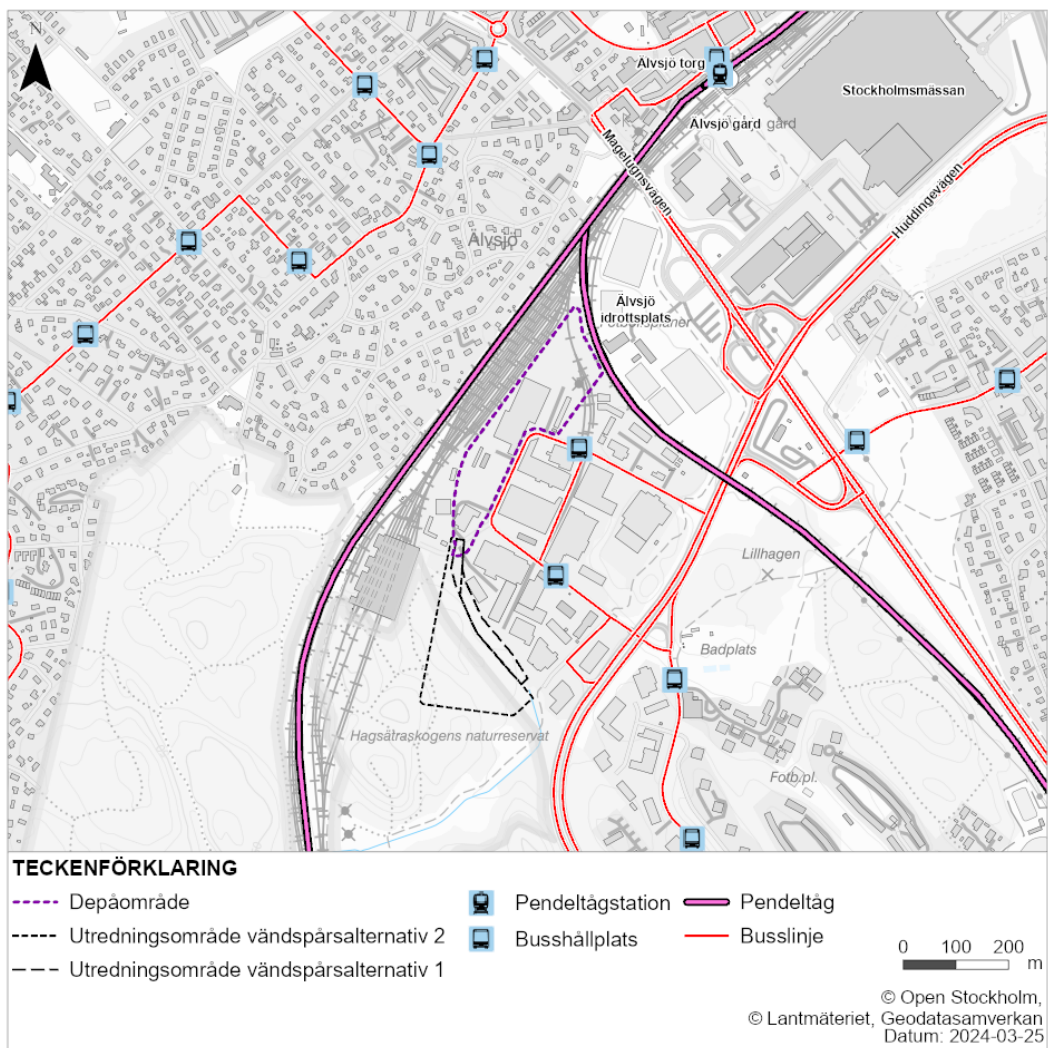 N
Älvsjö torg
Stockholmsmässan
Älvsjö gård gård
Magelugnsvägen
Huddingevägen
Älvsjö
Älvsjö
idrottsplats
Lillhagen
Badplats
Hagsätraskogens naturreservat
Fotb.pl.
TECKENFÖRKLARING
Depåområde
Utredningsområde vändspårsalternativ 2
Utredningsområde vändspårsalternativ 1
Pendeltågstation
Busshållplats
Pendeltåg
Busslinje
0 100 200
m
© Open Stockholm,
© Lantmäteriet, Geodatasamverkan
Datum: 2024-03-25